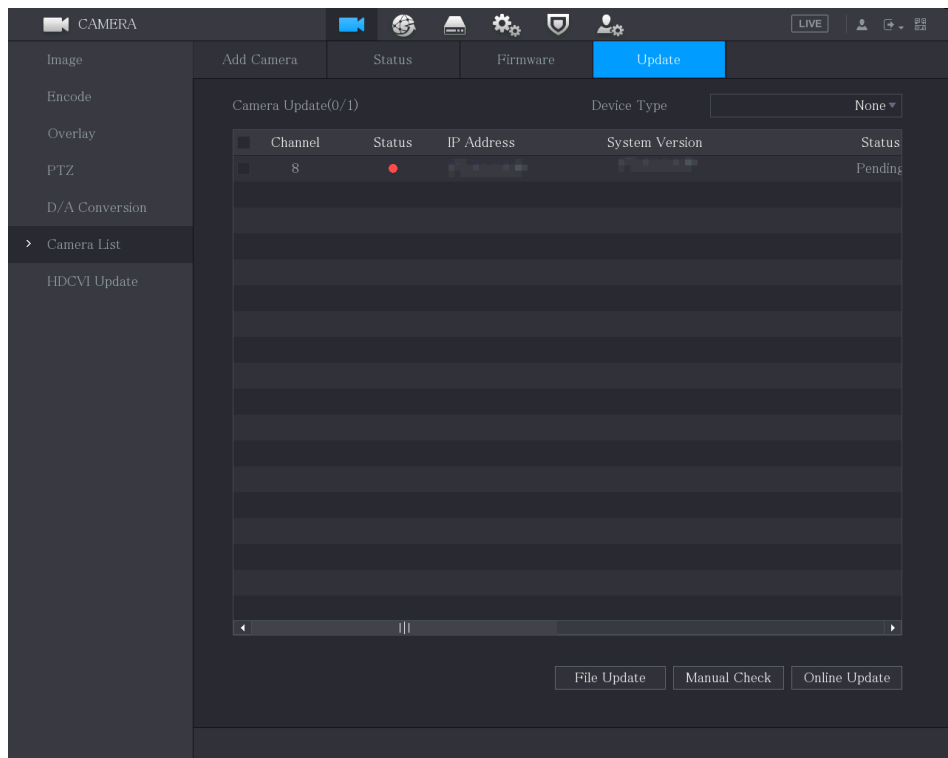 CAMERA LIVE
Image
Encode
Overlay
PTZ
D/A Conversion
Camera List
HDCVI Update
Add Camera Status Firmware Update
Camera Update(0/1) Device Type None
Channel Status IP Address System Version Status
8 Pending
File Update Manual Check Online Update